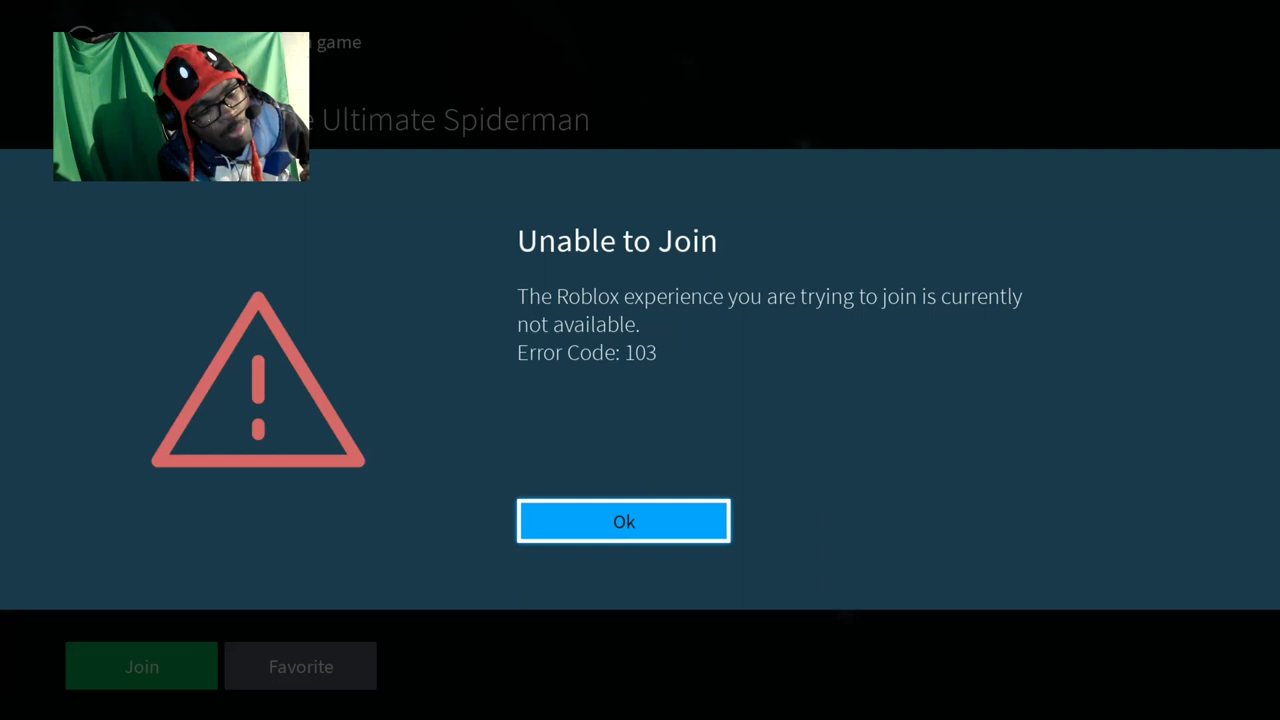 game
Ultimate Spiderman
Unable to Join
The Roblox experience you are trying to join is currently
not available.
Error Code: 103
Ok
Join
Favorite